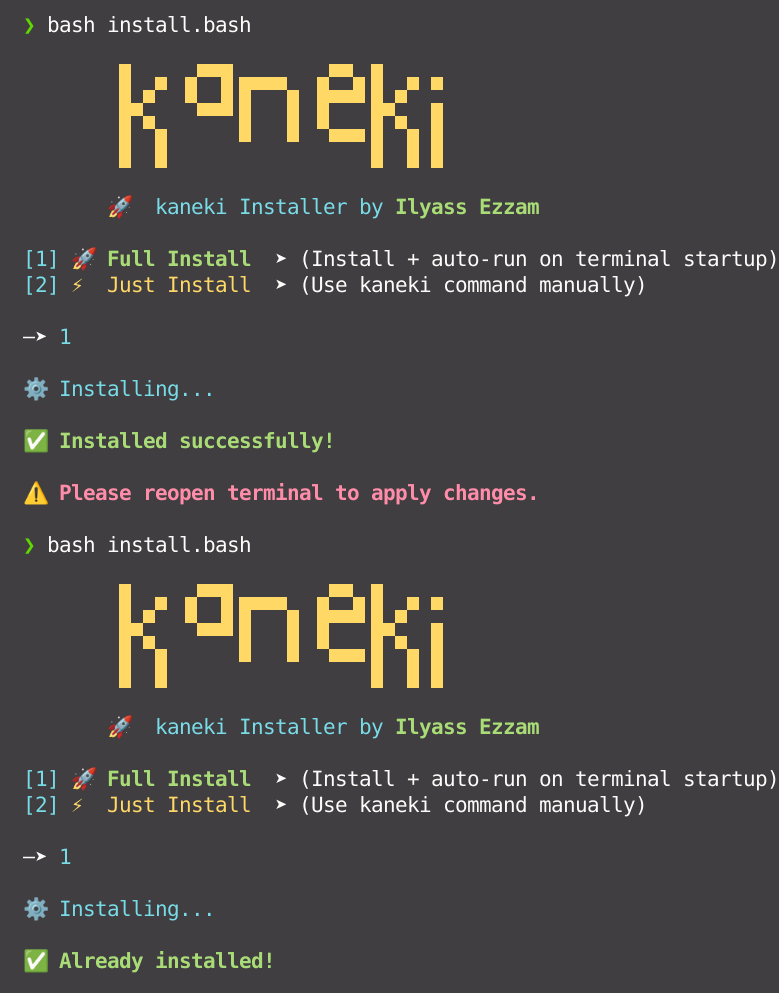 ❯ bash install.bash
kaneki
🚀 kaneki Installer by Ilyass Ezzam
[1] 🚀 Full Install ➤ (Install + auto-run on terminal startup)
[2] ⚡ Just Install ➤ (Use kaneki command manually)
—➤ 1
⚙️ Installing...
✅ Installed successfully!
⚠️ Please reopen terminal to apply changes.
❯ bash install.bash
kaneki
🚀 kaneki Installer by Ilyass Ezzam
[1] 🚀 Full Install ➤ (Install + auto-run on terminal startup)
[2] ⚡ Just Install ➤ (Use kaneki command manually)
—➤ 1
⚙️ Installing...
✅ Already installed!